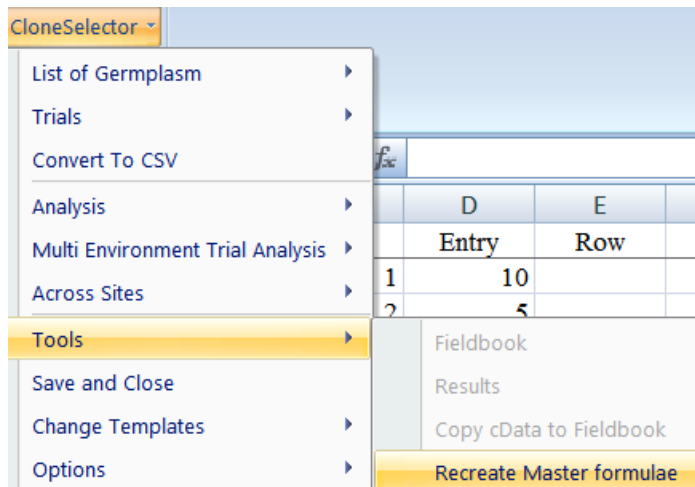 CloneSelector
List of Germplasm
Trials
Convert To CSV
fx
Analysis
D E
Multi Environment Trial Analysis
Entry Row
1 10
Across Sites
2 5
Tools
Fieldbook
Save and Close
Results
Change Templates
Copy cData to Fieldbook
Options
Recreate Master formulae